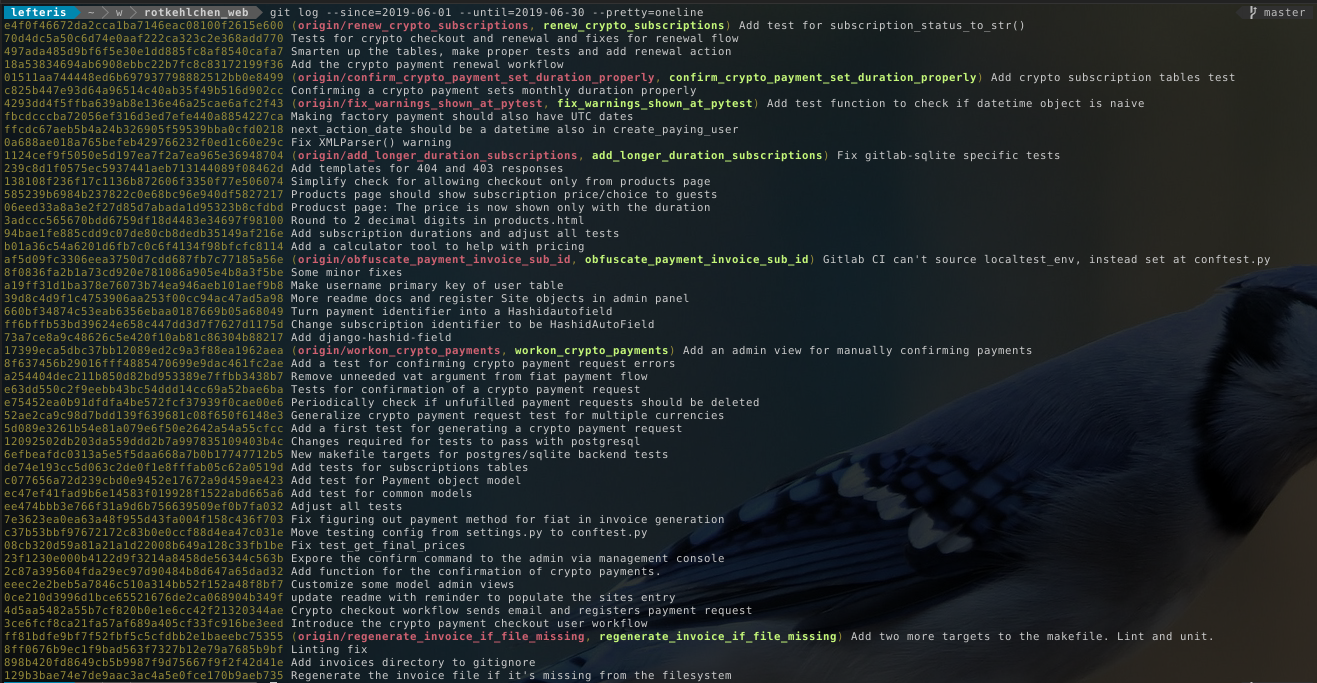 lefteris ~ w rotkehlchen_web git log --since=2019-06-01 --until=2019-06-30 --pretty=oneline master
e4f0f46672da2cca1ba7146eac08100f2615e600 (origin/renew_crypto_subscriptions, renew_crypto_subscriptions) Add test for subscription_status_to_str()
70d4dc5a50c6d74e0aaf222ca323c2e368add770 Tests for crypto checkout and renewal and fixes for renewal flow
497ada485d9bf6f5e30e1dd885fc8af8540cafa7 Smarten up the tables, make proper tests and add renewal action
18a53834694ab6908ebbc22b7fc8c83172199f36 Add the crypto payment renewal workflow
01511aa744448ed6b697937798882512bb0e8499 (origin/confirm_crypto_payment_set_duration_properly, confirm_crypto_payment_set_duration_properly) Add crypto subscription tables test
c825b447e93d64a96514c40ab35f49b516d902cc Confirming a crypto payment sets monthly duration properly
4293dd4f5ffba639ab8e136e46a25cae6afc2f43 (origin/fix_warnings_shown_at_pytest, fix_warnings_shown_at_pytest) Add test function to check if datetime object is naive
fbcdcccba72056ef316d3ed7efe440a8854227ca Making factory payment should also have UTC dates
ffcdc67aeb5b4a24b326905f59539bba0cfd0218 next_action_date should be a datetime also in create_paying_user
0a688ae018a765befeb429766232f0ed1c60e29c Fix XMLParser() warning
1124cef9f5050e5d197ea7f2a7ea965e36948704 (origin/add_longer_duration_subscriptions, add_longer_duration_subscriptions) Fix gitlab-sqlite specific tests
239c8d1f0575ec5937441aeb713144089f08462d Add templates for 404 and 403 responses
138108f236f17c1136b872606f3350f77e506074 Simplify check for allowing checkout only from products page
585239b6984b237822c0e68bc96e940df5827217 Products page should show subscription price/choice to guests
06eed33a8a3e2f27d85d7abada1d95323b8cfdbd Producst page: The price is now shown only with the duration
3adccc565670bdd6759df18d4483e34697f98100 Round to 2 decimal digits in products.html
94bae1fe885cdd9c07de80cb8dedb35149af216e Add subscription durations and adjust all tests
b01a36c54a6201d6fb7c0c6f4134f98bfcfc8114 Add a calculator tool to help with pricing
af5d09fc3306eea3750d7cdd687fb7c77185a56e (origin/obfuscate_payment_invoice_sub_id, obfuscate_payment_invoice_sub_id) Gitlab CI can't source localtest_env, instead set at conftest.py
8f0836fa2b1a73cd920e781086a905e4b8a3f5be Some minor fixes
a19ff31d1ba378e76073b74ea946aeb101aef9b8 Make username primary key of user table
39d8c4d9f1c4753906aa253f00cc94ac47ad5a98 More readme docs and register Site objects in admin panel
660bf34874c53eab6356ebaa0187669b05a68049 Turn payment identifier into a Hashidautofield
ff6bffb53bd39624e658c447dd3d7f7627d1175d Change subscription identifier to be HashidAutoField
73a7ce8a9c48626c5e420f10ab81c86304b88217 Add django-hashid-field
17399eca5dbc37bb12089ed2c9a3f88ea1962aea (origin/workon_crypto_payments, workon_crypto_payments) Add an admin view for manually confirming payments
8f637456b29016fff4885470699e9dac461fc2ae Add a test for confirming crypto payment request errors
a254404dec211b850d82bd953389e7ffbb3438b7 Remove unneeded vat argument from fiat payment flow
e63dd550c2f9eebb43bc54ddd14cc69a52bae6ba Tests for confirmation of a crypto payment request
e75452ea0b91dfdfa4be572fcf37939f0cae00e6 Periodically check if unfufilled payment requests should be deleted
52ae2ca9c98d7bdd139f639681c08f650f6148e3 Generalize crypto payment request test for multiple currencies
5d089e3261b54e81a079e6f50e2642a54a55cfcc Add a first test for generating a crypto payment request
12092502db203da559ddd2b7a997835109403b4c Changes required for tests to pass with postgresql
6efbeafdc0313a5e5f5daa668a7b0b17747712b5 New makefile targets for postgres/sqlite backend tests
de74e193cc5d063c2de0f1e8fffab05c62a0519d Add tests for subscriptions tables
c077656a72d239cbd0e9452e17672a9d459ae423 Add test for Payment object model
ec47ef41fad9b6e14583f019928f1522abd665a6 Add test for common models
ee474bbb3e766f31a9d6b756639509ef0b7fa032 Adjust all tests
7e3623ea0ea63a48f955d43fa004f158c436f703 Fix figuring out payment method for fiat in invoice generation
c37b53bbf97672172c83b0e0ccf88d4ea47c031e Move testing config from settings.py to conftest.py
08cb320d59a81a21a1d22008b649a128c33fb1be Fix test_get_final_prices
23f1230e000b4122d9f3214a8458de56344c563b Expore the confirm command to the admin via management console
2c87a395604fda29ec97d90484b8d647a65dad32 Add function for the confirmation of crypto payments.
eeec2e2beb5a7846c510a314bb52f152a48f8bf7 Customize some model admin views
0ce210d3996d1bce65521676de2ca068904b349f update readme with reminder to populate the sites entry
4d5aa5482a55b7cf820b0e1e6cc42f21320344ae Crypto checkout workflow sends email and registers payment request
3ce6fcf8ca21fa57af689a405cf33fc916be3eed Introduce the crypto payment checkout user workflow
ff81bdfe9bf7f52fbf5c5cfdbb2e1baeebc75355 (origin/regenerate_invoice_if_file_missing, regenerate_invoice_if_file_missing) Add two more targets to the makefile. Lint and unit.
8ff0676b9ec1f9bad563f7327b12e79a7685b9bf Linting fix
898b420fd8649cb5b9987f9d75667f9f2f42d41e Add invoices directory to gitignore
129b3bae74e7de9aac3ac4a5e0fce170b9aeb735 Regenerate the invoice file if it's missing from the filesystem